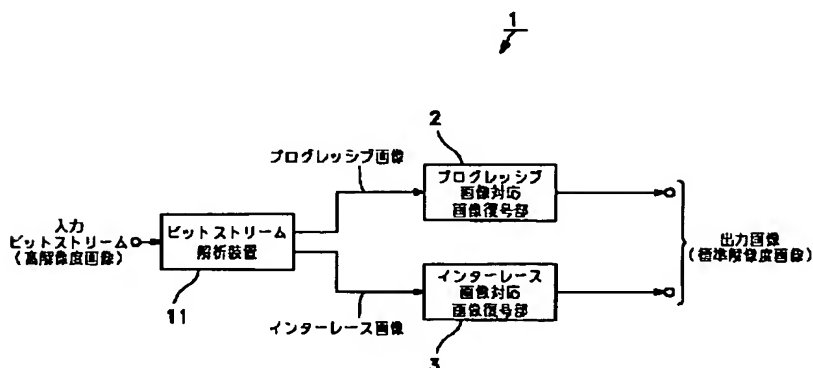 1
2
プログレッシブ画像
プログレッシブ
画像対応
画像復号部
入力
ビットストリーム
(高解像度画像)
ビットストリーム
解析装置
11
出力画像
(標準解像度画像)
インターレース
画像対応
画像復号部
インターレース画像
3